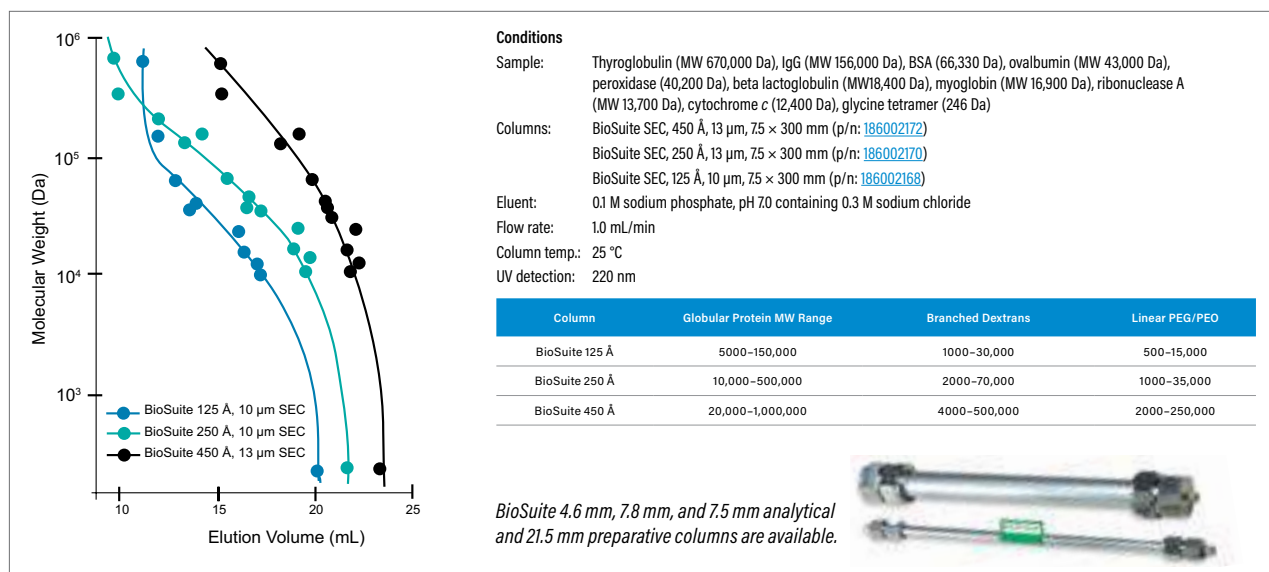 10⁶
10⁵
10⁴
10³
Molecular Weight (Da)
BioSuite 125 Å, 10 µm SEC
BioSuite 250 Å, 10 µm SEC
BioSuite 450 Å, 13 µm SEC
10 15 20 25
Elution Volume (mL)
Conditions
Sample: Thyroglobulin (MW 670,000 Da), IgG (MW 156,000 Da), BSA (66,330 Da), ovalbumin (MW 43,000 Da),
peroxidase (40,200 Da), beta lactoglobulin (MW18,400 Da), myoglobin (MW 16,900 Da), ribonuclease A
(MW 13,700 Da), cytochrome c (12,400 Da), glycine tetramer (246 Da)
Columns: BioSuite SEC, 450 Å, 13 µm, 7.5 × 300 mm (p/n: 186002172)
BioSuite SEC, 250 Å, 13 µm, 7.5 × 300 mm (p/n: 186002170)
BioSuite SEC, 125 Å, 10 µm, 7.5 × 300 mm (p/n: 186002168)
Eluent: 0.1 M sodium phosphate, pH 7.0 containing 0.3 M sodium chloride
Flow rate: 1.0 mL/min
Column temp.: 25 °C
UV detection: 220 nm
Column Globular Protein MW Range Branched Dextrans Linear PEG/PEO
BioSuite 125 Å 5000–150,000 1000–30,000 500–15,000
BioSuite 250 Å 10,000–500,000 2000–70,000 1000–35,000
BioSuite 450 Å 20,000–1,000,000 4000–500,000 2000–250,000
BioSuite 4.6 mm, 7.8 mm, and 7.5 mm analytical
and 21.5 mm preparative columns are available.